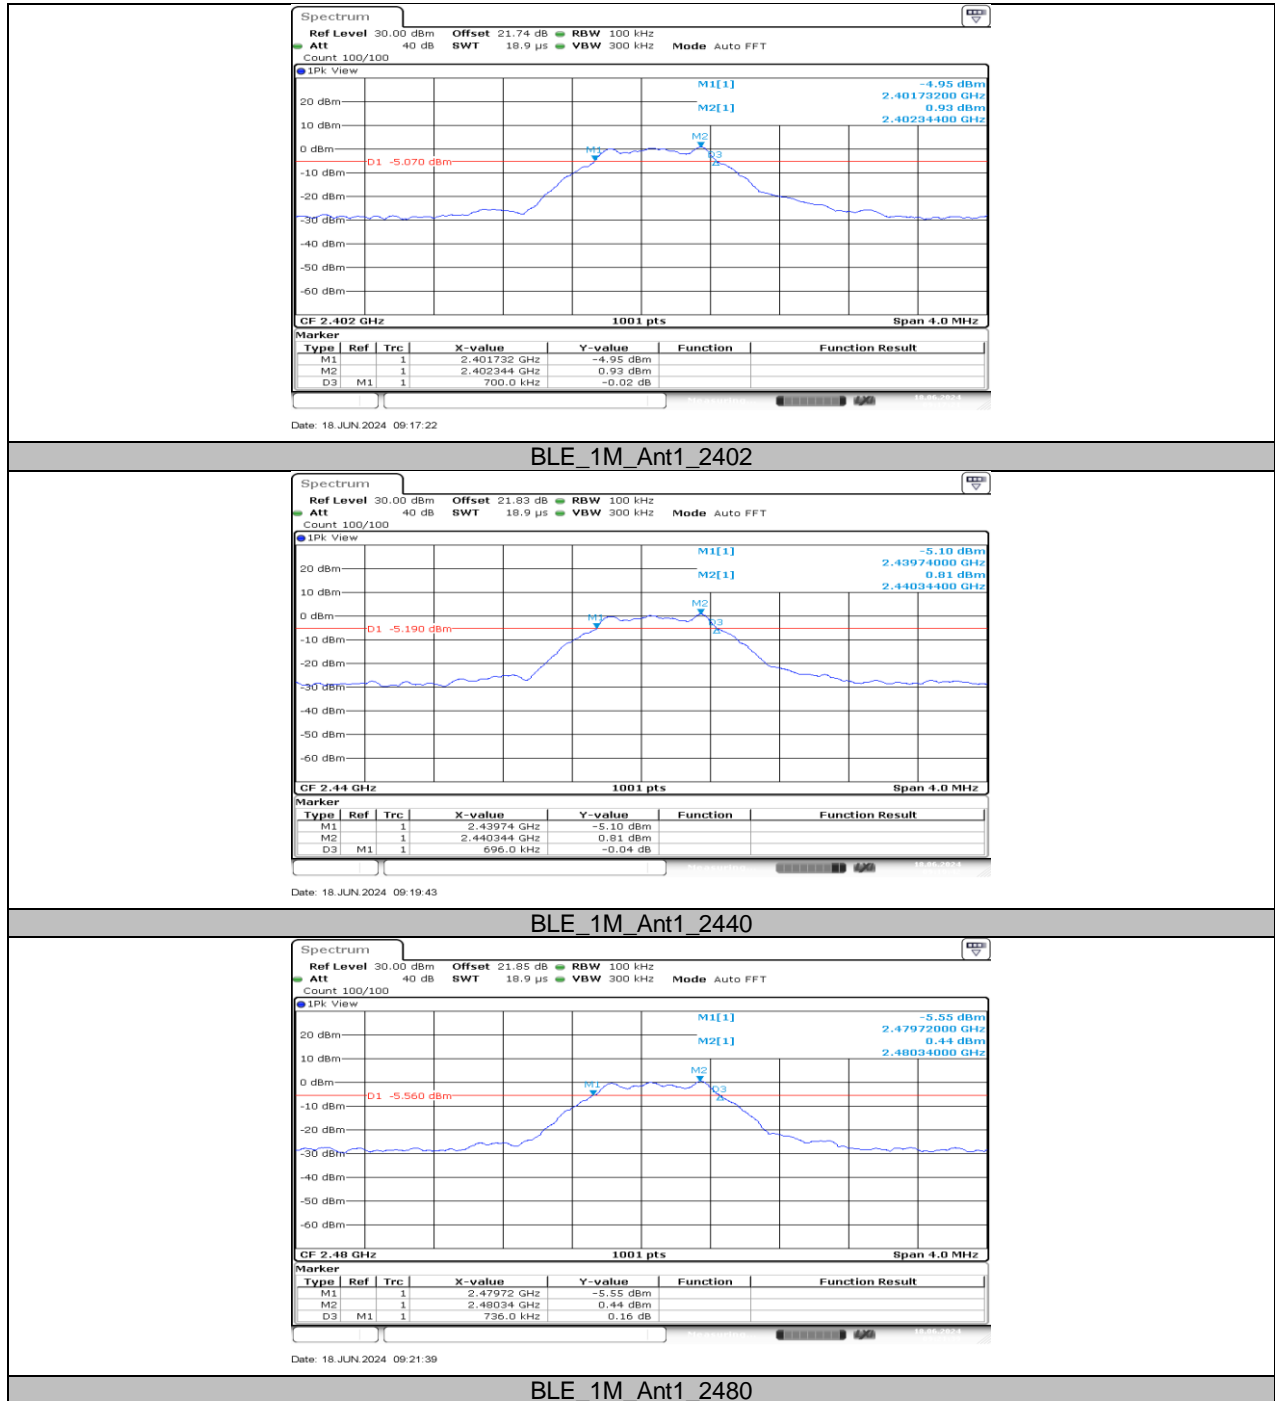 Spectrum
Ref Level 30.00 dBm Offset 21.74 dB RBW 100 kHz
Att 40 dB SWT 18.9 µs VBW 300 kHz Mode Auto FFT
Count 100/100
1Pk View
M1[1] -4.95 dBm
2.40173200 GHz
20 dBm
M2[1] 0.93 dBm
2.40234400 GHz
10 dBm
M2
0 dBm
M1
D3
D1 -5.070 dBm
-10 dBm
-20 dBm
-30 dBm
-40 dBm
-50 dBm
-60 dBm
CF 2.402 GHz 1001 pts Span 4.0 MHz
Marker
Type Ref Trc X-value Y-value Function Function Result
M1 1 2.401732 GHz -4.95 dBm
M2 1 2.402344 GHz 0.93 dBm
D3 M1 1 700.0 kHz -0.02 dB
Date: 18.JUN.2024 09:17:22
BLE_1M_Ant1_2402
Spectrum
Ref Level 30.00 dBm Offset 21.83 dB RBW 100 kHz
Att 40 dB SWT 18.9 µs VBW 300 kHz Mode Auto FFT
Count 100/100
1Pk View
M1[1] -5.10 dBm
2.43974000 GHz
20 dBm
M2[1] 0.81 dBm
2.44034400 GHz
10 dBm
M2
0 dBm
M1
D3
D1 -5.190 dBm
-10 dBm
-20 dBm
-30 dBm
-40 dBm
-50 dBm
-60 dBm
CF 2.44 GHz 1001 pts Span 4.0 MHz
Marker
Type Ref Trc X-value Y-value Function Function Result
M1 1 2.43974 GHz -5.10 dBm
M2 1 2.440344 GHz 0.81 dBm
D3 M1 1 696.0 kHz -0.04 dB
Date: 18.JUN.2024 09:19:43
BLE_1M_Ant1_2440
Spectrum
Ref Level 30.00 dBm Offset 21.85 dB RBW 100 kHz
Att 40 dB SWT 18.9 µs VBW 300 kHz Mode Auto FFT
Count 100/100
1Pk View
M1[1] -5.55 dBm
2.47972000 GHz
20 dBm
M2[1] 0.44 dBm
2.48034000 GHz
10 dBm
M2
0 dBm
M1
D3
D1 -5.560 dBm
-10 dBm
-20 dBm
-30 dBm
-40 dBm
-50 dBm
-60 dBm
CF 2.48 GHz 1001 pts Span 4.0 MHz
Marker
Type Ref Trc X-value Y-value Function Function Result
M1 1 2.47972 GHz -5.55 dBm
M2 1 2.48034 GHz 0.44 dBm
D3 M1 1 736.0 kHz 0.16 dB
Date: 18.JUN.2024 09:21:39
BLE_1M_Ant1_2480